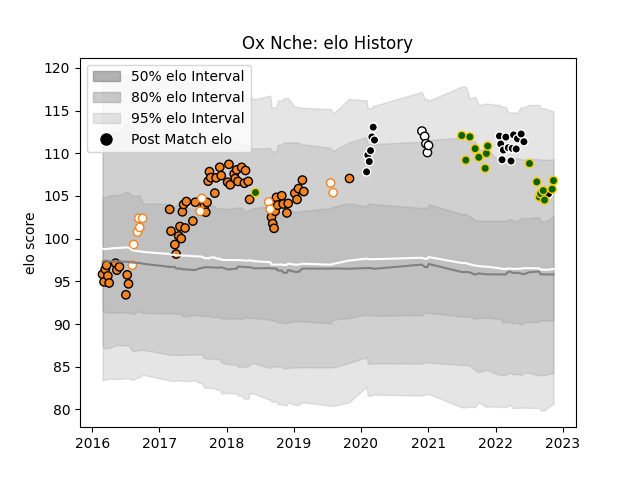 Ox Nche: elo History
120
115
110
105
100
95
90
85
80
elo score
50% elo Interval
80% elo Interval
95% elo Interval
Post Match elo
2016
2017
2018
2019
2020
2021
2022
2023